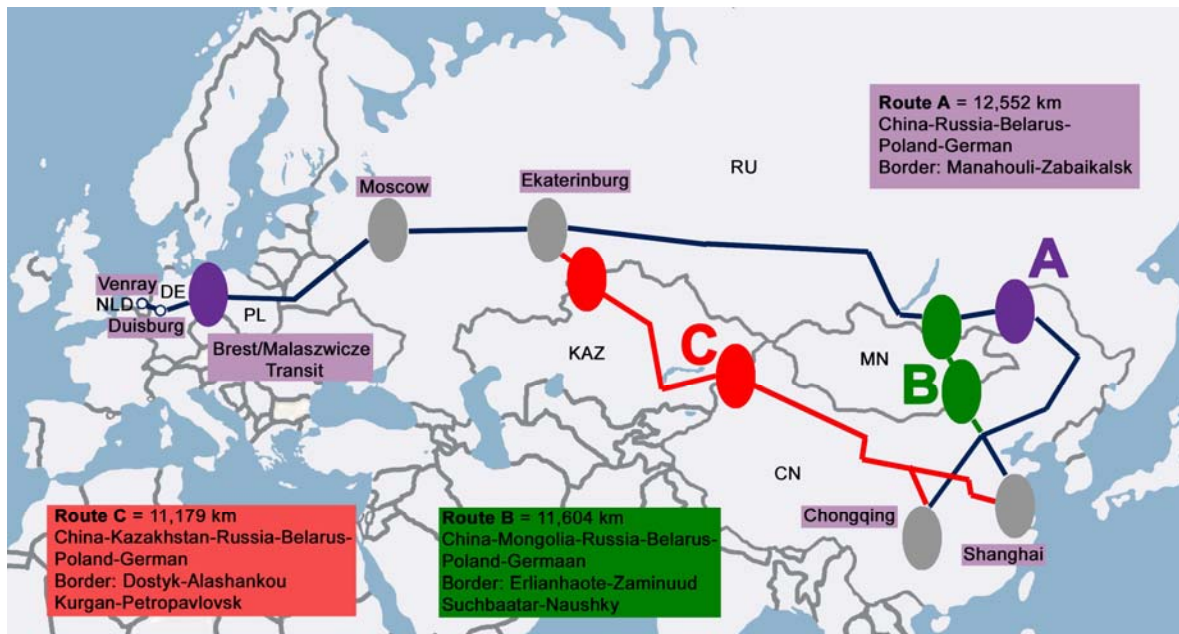 Route A = 12,552 km
China-Russia-Belarus-
Poland-German
Border: Manahouli-Zabaikalsk
RU
Moscow
Ekaterinburg
A
Venray
NLD
DE
Duisburg
PL
Brest/Malaszwicze
Transit
KAZ
C
MN
B
CN
Chongqing
Shanghai
Route C = 11,179 km
China-Kazakhstan-Russia-Belarus-
Poland-German
Border: Dostyk-Alashankou
Kurgan-Petropavlovsk
Route B = 11,604 km
China-Mongolia-Russia-Belarus-
Poland-Germaan
Border: Erlianhaote-Zaminuud
Suchbaatar-Naushky